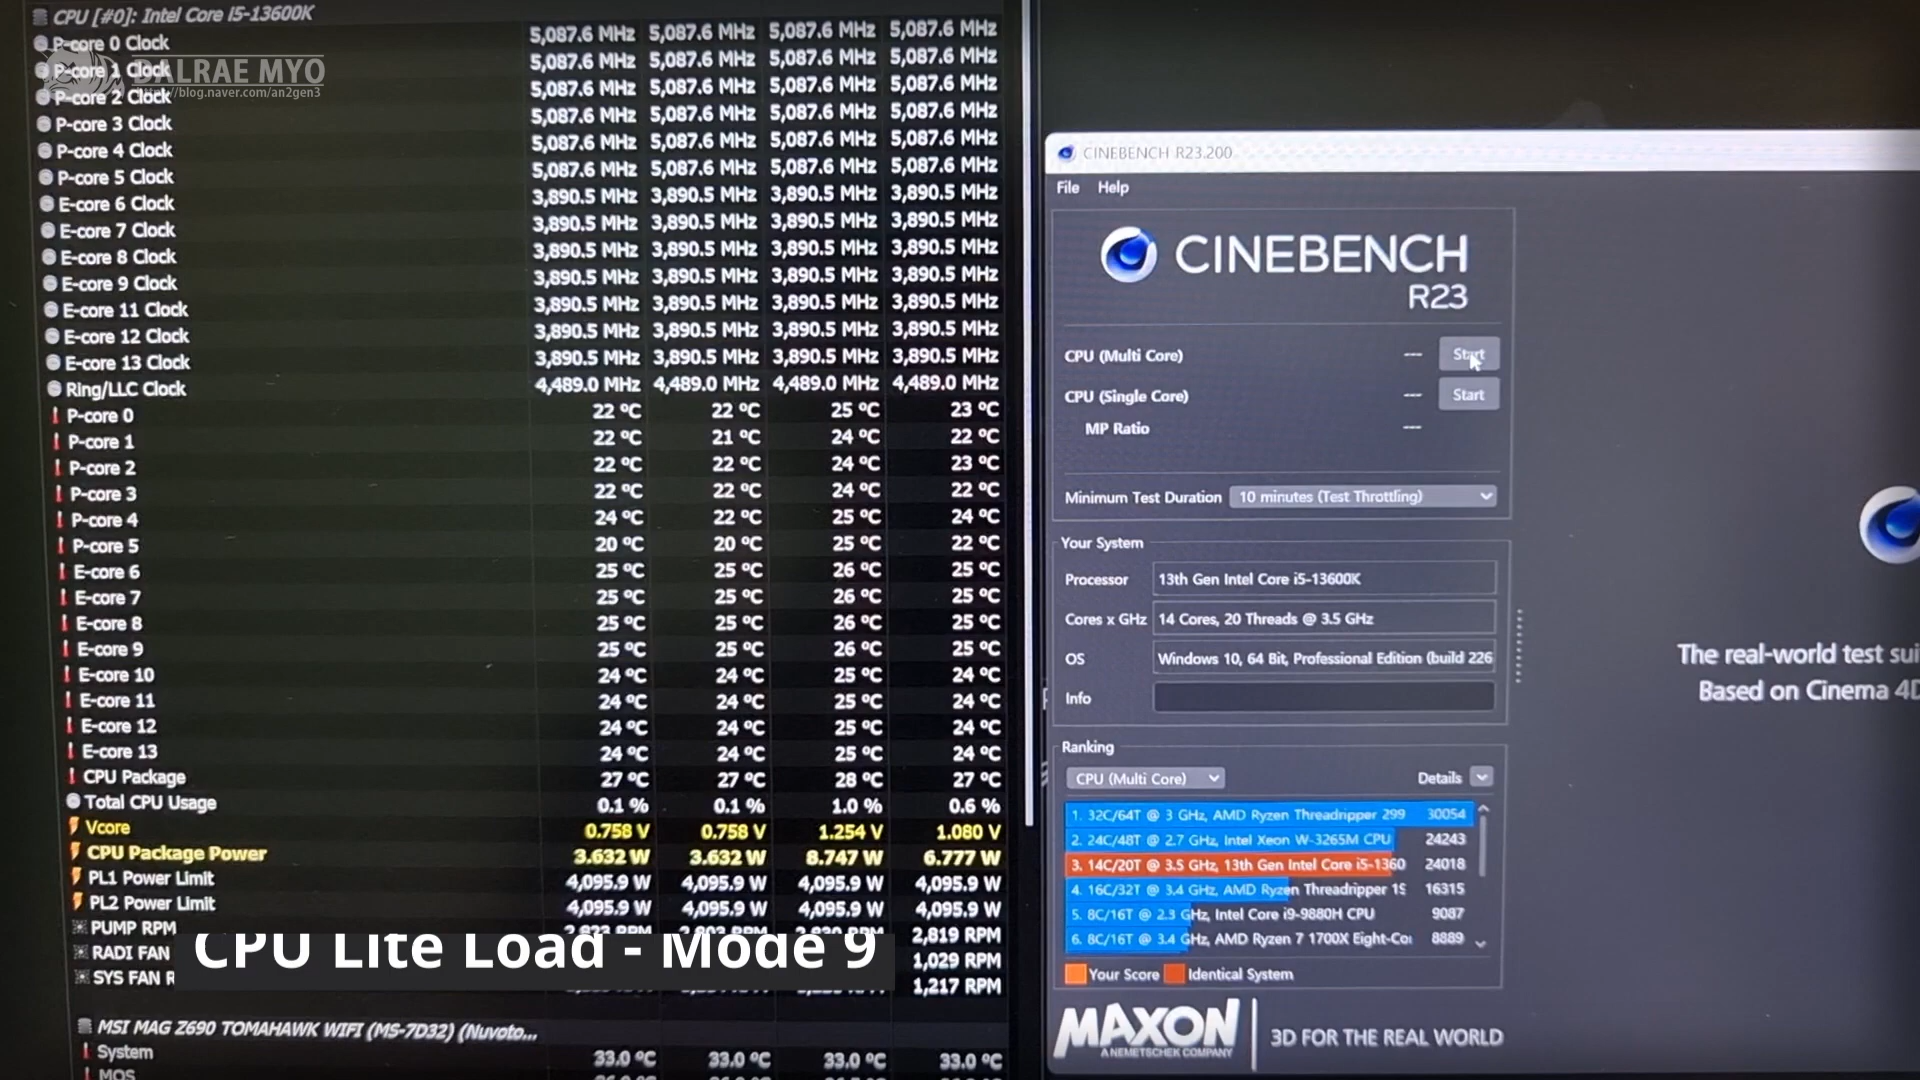 CPU [#0]: Intel Core i5-13600K
P-core 0 Clock 5,087.6 MHz 5,087.6 MHz 5,087.6 MHz 5,087.6 MHz
P-core 1 Clock 5,087.6 MHz 5,087.6 MHz 5,087.6 MHz 5,087.6 MHz
DALRAE MYO
http://blog.naver.com/an2gen3
P-core 2 Clock 5,087.6 MHz 5,087.6 MHz 5,087.6 MHz 5,087.6 MHz
P-core 3 Clock 5,087.6 MHz 5,087.6 MHz 5,087.6 MHz 5,087.6 MHz
P-core 4 Clock 5,087.6 MHz 5,087.6 MHz 5,087.6 MHz 5,087.6 MHz
P-core 5 Clock 5,087.6 MHz 5,087.6 MHz 5,087.6 MHz 5,087.6 MHz
E-core 6 Clock 3,890.5 MHz 3,890.5 MHz 3,890.5 MHz 3,890.5 MHz
E-core 7 Clock 3,890.5 MHz 3,890.5 MHz 3,890.5 MHz 3,890.5 MHz
E-core 8 Clock 3,890.5 MHz 3,890.5 MHz 3,890.5 MHz 3,890.5 MHz
E-core 9 Clock 3,890.5 MHz 3,890.5 MHz 3,890.5 MHz 3,890.5 MHz
E-core 11 Clock 3,890.5 MHz 3,890.5 MHz 3,890.5 MHz 3,890.5 MHz
E-core 12 Clock 3,890.5 MHz 3,890.5 MHz 3,890.5 MHz 3,890.5 MHz
E-core 13 Clock 3,890.5 MHz 3,890.5 MHz 3,890.5 MHz 3,890.5 MHz
Ring/LLC Clock 4,489.0 MHz 4,489.0 MHz 4,489.0 MHz 4,489.0 MHz
P-core 0 22 °C 22 °C 25 °C 23 °C
P-core 1 22 °C 21 °C 24 °C 22 °C
P-core 2 22 °C 22 °C 24 °C 23 °C
P-core 3 22 °C 22 °C 24 °C 22 °C
P-core 4 24 °C 22 °C 25 °C 24 °C
P-core 5 20 °C 20 °C 25 °C 22 °C
E-core 6 25 °C 25 °C 26 °C 25 °C
E-core 7 25 °C 25 °C 26 °C 25 °C
E-core 8 25 °C 25 °C 26 °C 25 °C
E-core 9 25 °C 25 °C 26 °C 25 °C
E-core 10 24 °C 24 °C 25 °C 24 °C
E-core 11 24 °C 24 °C 25 °C 24 °C
E-core 12 24 °C 24 °C 25 °C 24 °C
E-core 13 24 °C 24 °C 25 °C 24 °C
CPU Package 27 °C 27 °C 28 °C 27 °C
Total CPU Usage 0.1 % 0.1 % 1.0 % 0.6 %
Vcore 0.758 V 0.758 V 1.254 V 1.080 V
CPU Package Power 3.632 W 3.632 W 8.747 W 6.777 W
PL1 Power Limit 4,095.9 W 4,095.9 W 4,095.9 W 4,095.9 W
PL2 Power Limit 4,095.9 W 4,095.9 W 4,095.9 W 4,095.9 W
PUMP RPM 2,819 RPM
RADI FAN 1,029 RPM
SYS FAN 1,217 RPM
CPU Lite Load - Mode 9
MSI MAG Z690 TOMAHAWK WIFI (MS-7D32) (Nuvoto...
System 33.0 °C 33.0 °C 33.0 °C 33.0 °C
MOS
CINEBENCH R23.200
File Help
CINEBENCH
R23
CPU (Multi Core) --- Start
CPU (Single Core) --- Start
MP Ratio ---
Minimum Test Duration 10 minutes (Test Throttling)
Your System
Processor 13th Gen Intel Core i5-13600K
Cores x GHz 14 Cores, 20 Threads @ 3.5 GHz
OS Windows 10, 64 Bit, Professional Edition (build 226
Info
Ranking
CPU (Multi Core) Details
1. 32C/64T @ 3 GHz, AMD Ryzen Threadripper 299 30054
2. 24C/48T @ 2.7 GHz, Intel Xeon W-3265M CPU 24243
3. 14C/20T @ 3.5 GHz, 13th Gen Intel Core i5-1360 24018
4. 16C/32T @ 3.4 GHz, AMD Ryzen Threadripper 19 16315
5. 8C/16T @ 2.3 GHz, Intel Core i9-9880H CPU 9087
6. 8C/16T @ 3.4 GHz, AMD Ryzen 7 1700X Eight-Co 8889
Your Score Identical System
MAXON
A NEMETSCHEK COMPANY
3D FOR THE REAL WORLD
The real-world test sui
Based on Cinema 4D